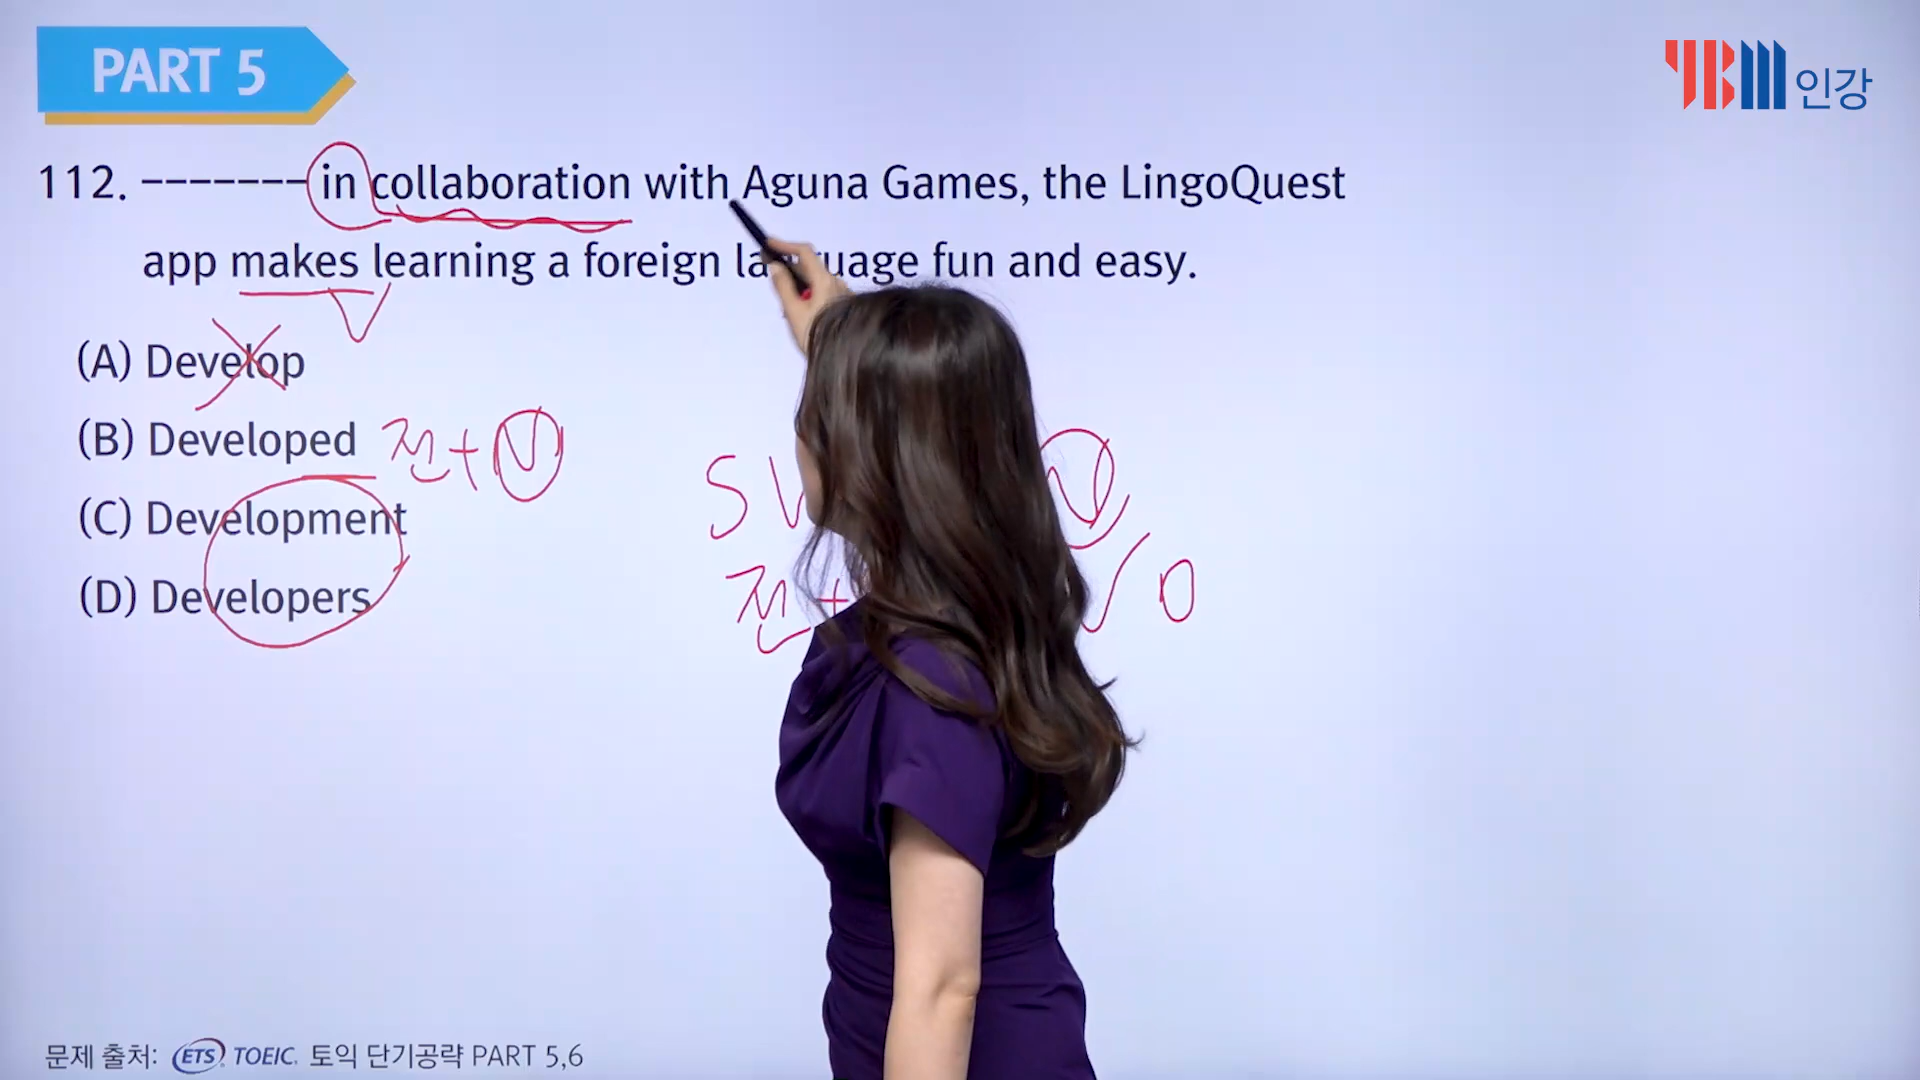 PART 5
YBM 인강
112. ------- in collaboration with Aguna Games, the LingoQuest
app makes learning a foreign language fun and easy.
(A) Develop
(B) Developed 전+N
(C) Development
(D) Developers
S V N
전+ V O
문제 출처: ETS TOEIC. 토익 단기공략 PART 5,6